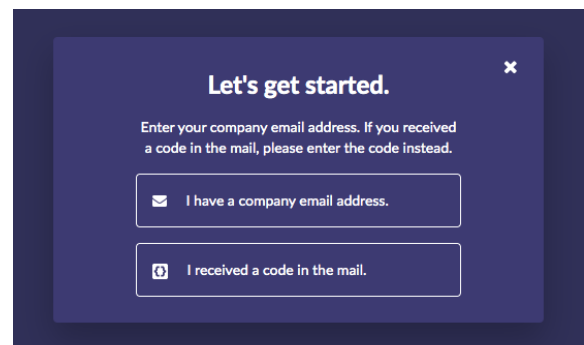 Let's get started.
Enter your company email address. If you received
a code in the mail, please enter the code instead.
I have a company email address.
I received a code in the mail.